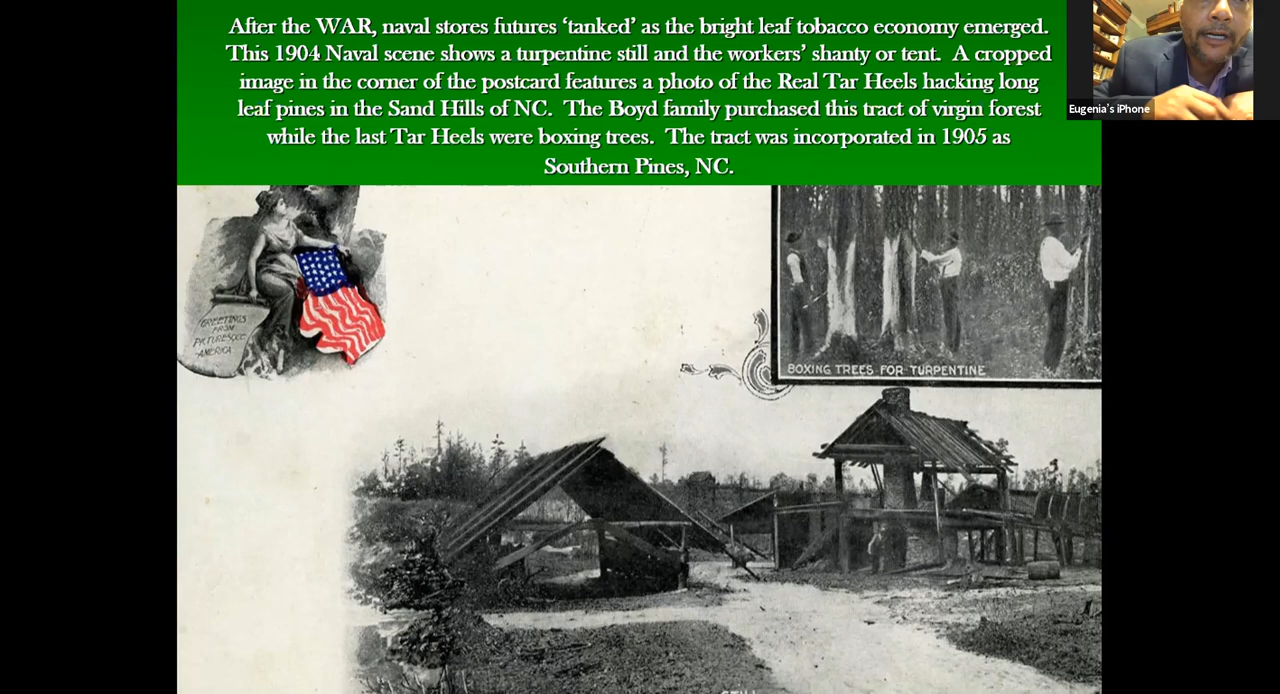 After the WAR, naval stores futures ‘tanked’ as the bright leaf tobacco economy emerged.
This 1904 Naval scene shows a turpentine still and the workers’ shanty or tent.  A cropped
image in the corner of the postcard features a photo of the Real Tar Heels hacking long
leaf pines in the Sand Hills of NC.  The Boyd family purchased this tract of virgin forest
while the last Tar Heels were boxing trees.  The tract was incorporated in 1905 as
Southern Pines, NC.
Eugenia's iPhone
GREETINGS
FROM
PICTURESQUE
AMERICA
BOXING TREES FOR TURPENTINE